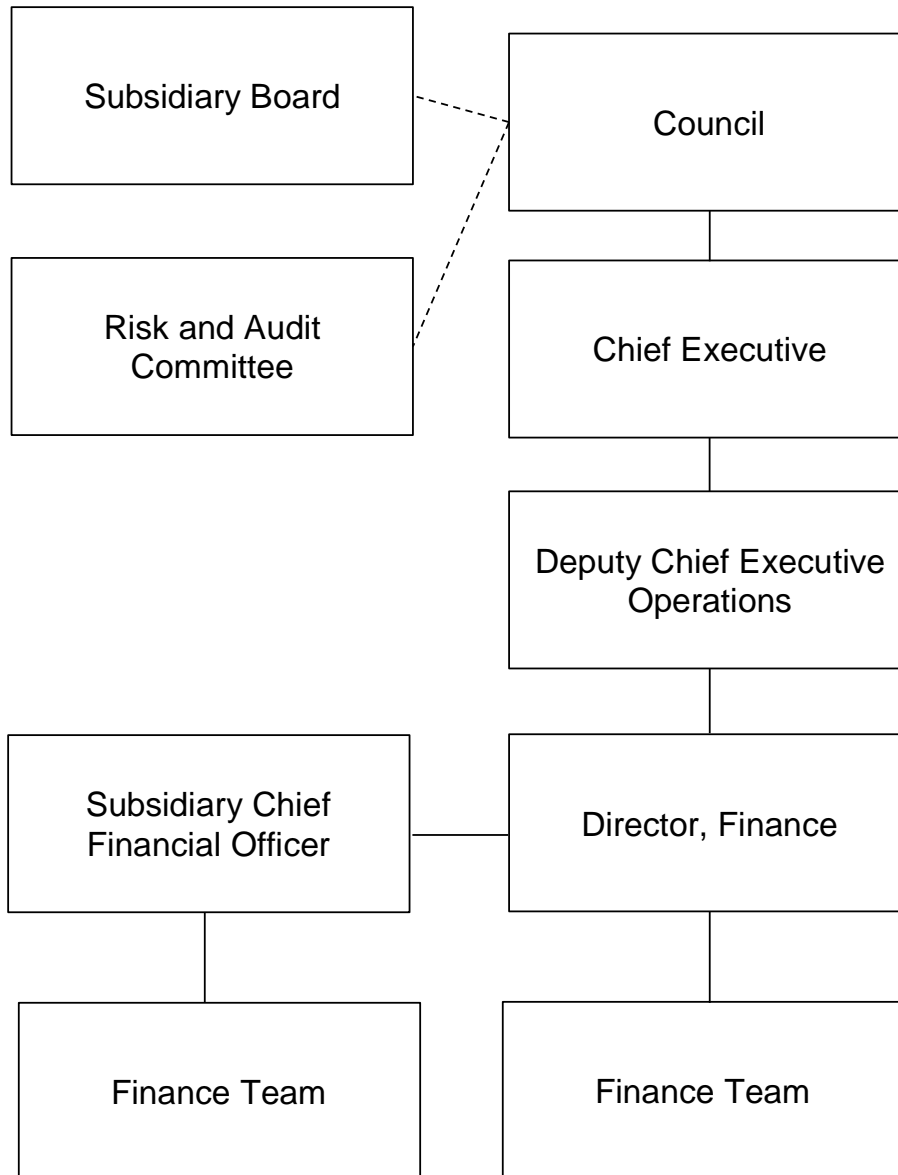 Subsidiary Board
Council
Risk and Audit
Committee
Chief Executive
Deputy Chief Executive
Operations
Subsidiary Chief
Financial Officer
Director, Finance
Finance Team
Finance Team